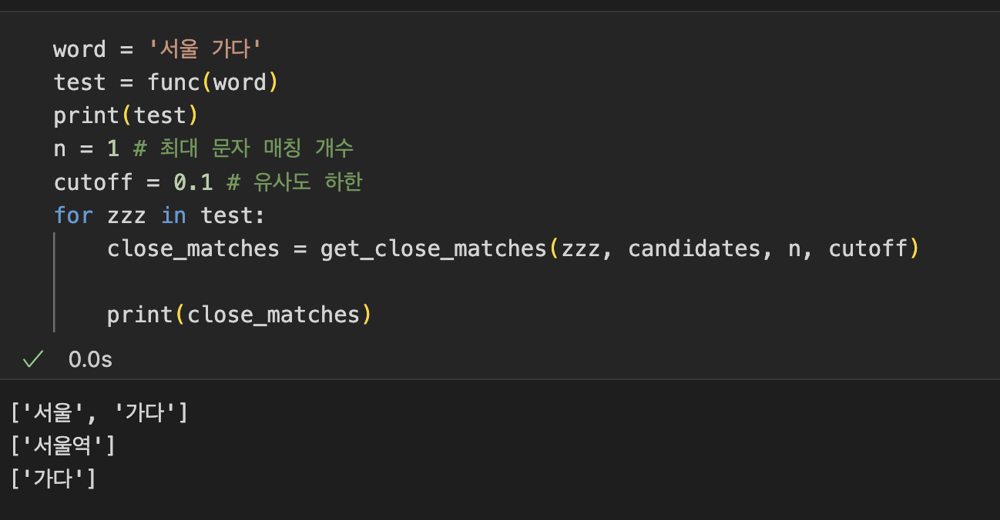 word = '서울 가다'
test = func(word)
print(test)
n = 1 # 최대 문자 매칭 개수
cutoff = 0.1 # 유사도 하한
for zzz in test:
    close_matches = get_close_matches(zzz, candidates, n, cutoff)
    print(close_matches)
0.0s
['서울', '가다']
['서울역']
['가다']